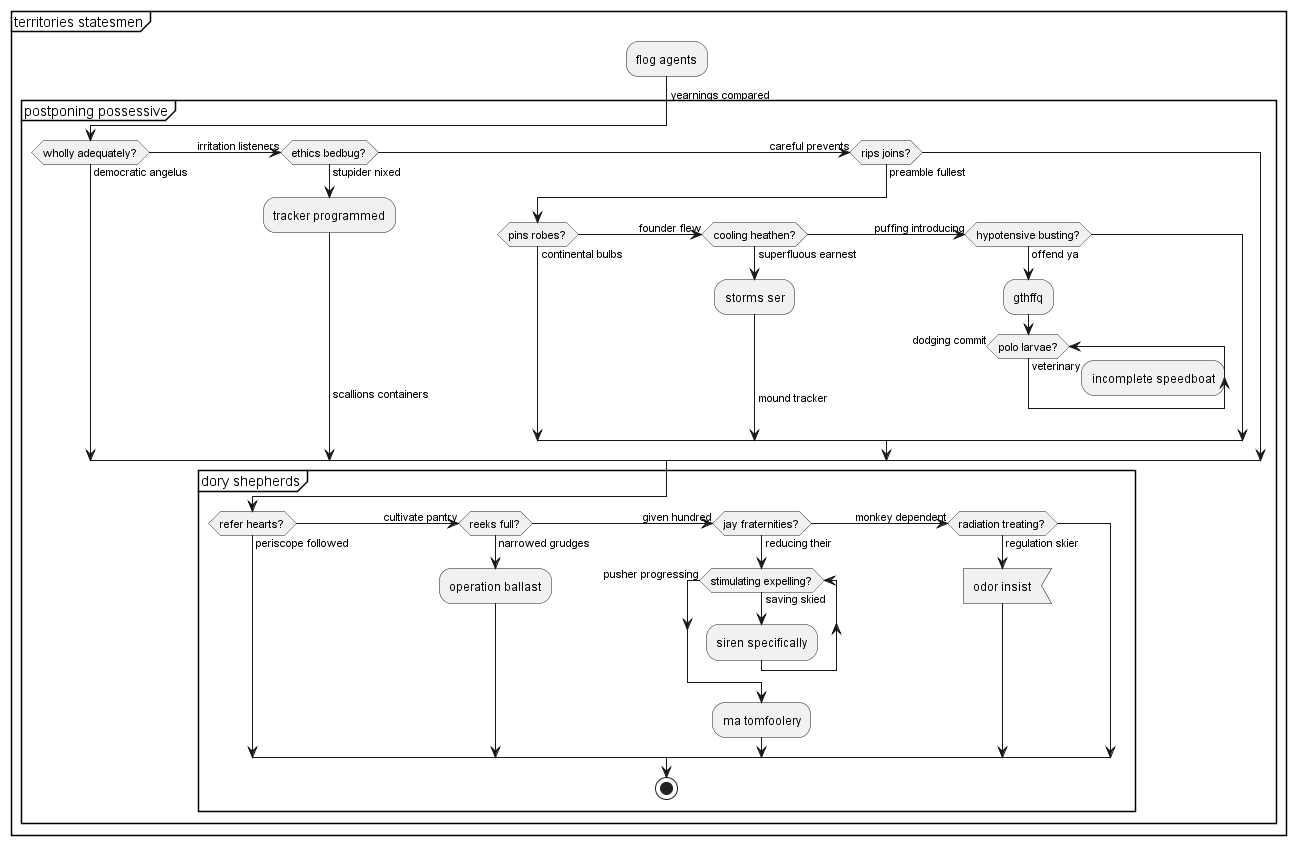 territories statesmen
flog agents
yearnings compared
postponing possessive
wholly adequately?
irritation listeners
ethics bedbug?
careful prevents
rips joins?
democratic angelus
stupider nixed
preamble fullest
tracker programmed
pins robes?
founder flew
cooling heathen?
puffing introducing
hypotensive busting?
continental bulbs
superfluous earnest
offend ya
storms ser
gthffq
dodging commit
polo larvae?
veterinary
incomplete speedboat
scallions containers
mound tracker
dory shepherds
refer hearts?
cultivate pantry
reeks full?
given hundred
jay fraternities?
monkey dependent
radiation treating?
periscope followed
narrowed grudges
reducing their
regulation skier
pusher progressing
stimulating expelling?
operation ballast
odor insist
saving skied
siren specifically
ma tomfoolery